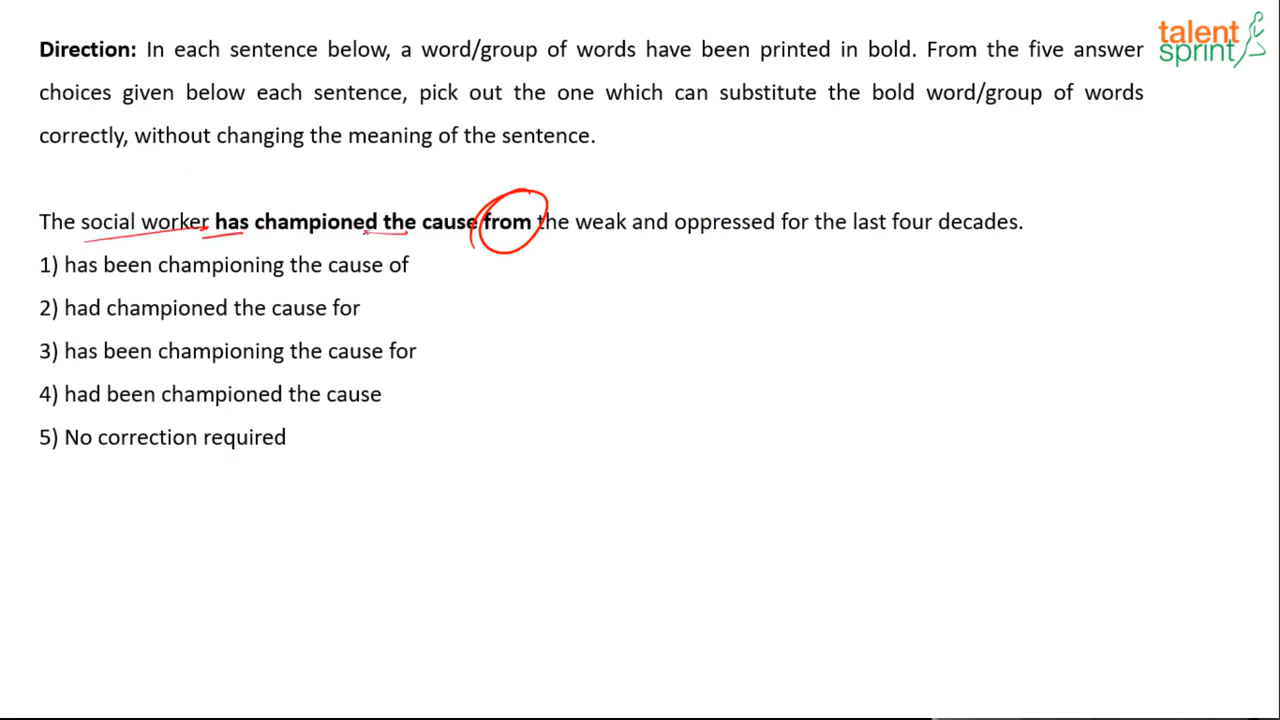 talent
sprint
Direction: In each sentence below, a word/group of words have been printed in bold. From the five answer
choices given below each sentence, pick out the one which can substitute the bold word/group of words
correctly, without changing the meaning of the sentence.
The social worker has championed the cause from the weak and oppressed for the last four decades.
1) has been championing the cause of
2) had championed the cause for
3) has been championing the cause for
4) had been championed the cause
5) No correction required